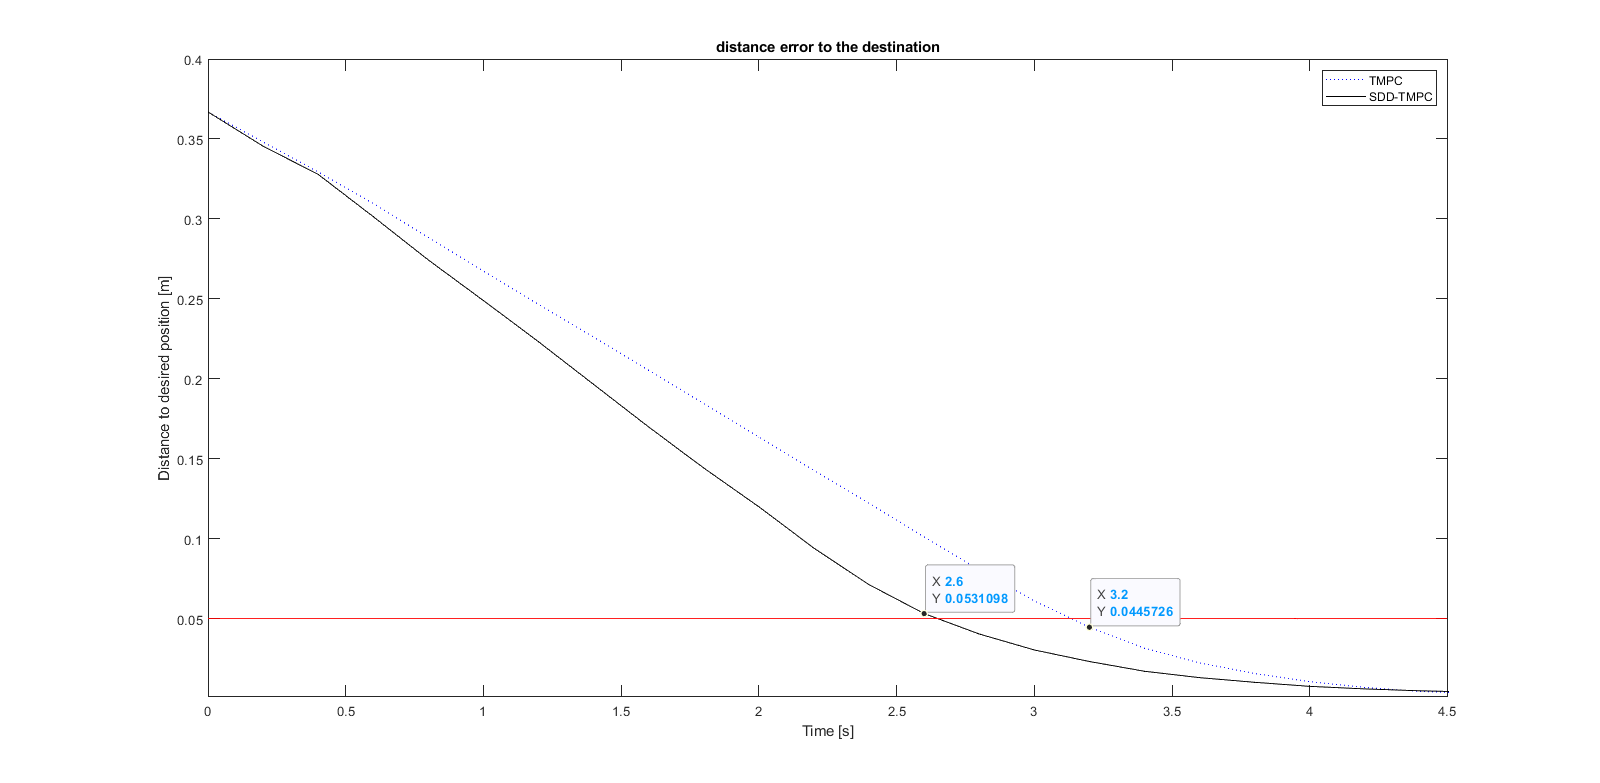 distance error to the destination
TMPC
SDD-TMPC
Distance to desired position [m]
0.4
0.35
0.3
0.25
0.2
0.15
0.1
0.05
X 2.6
Y 0.0531098
X 3.2
Y 0.0445726
0 0.5 1 1.5 2 2.5 3 3.5 4 4.5
Time [s]